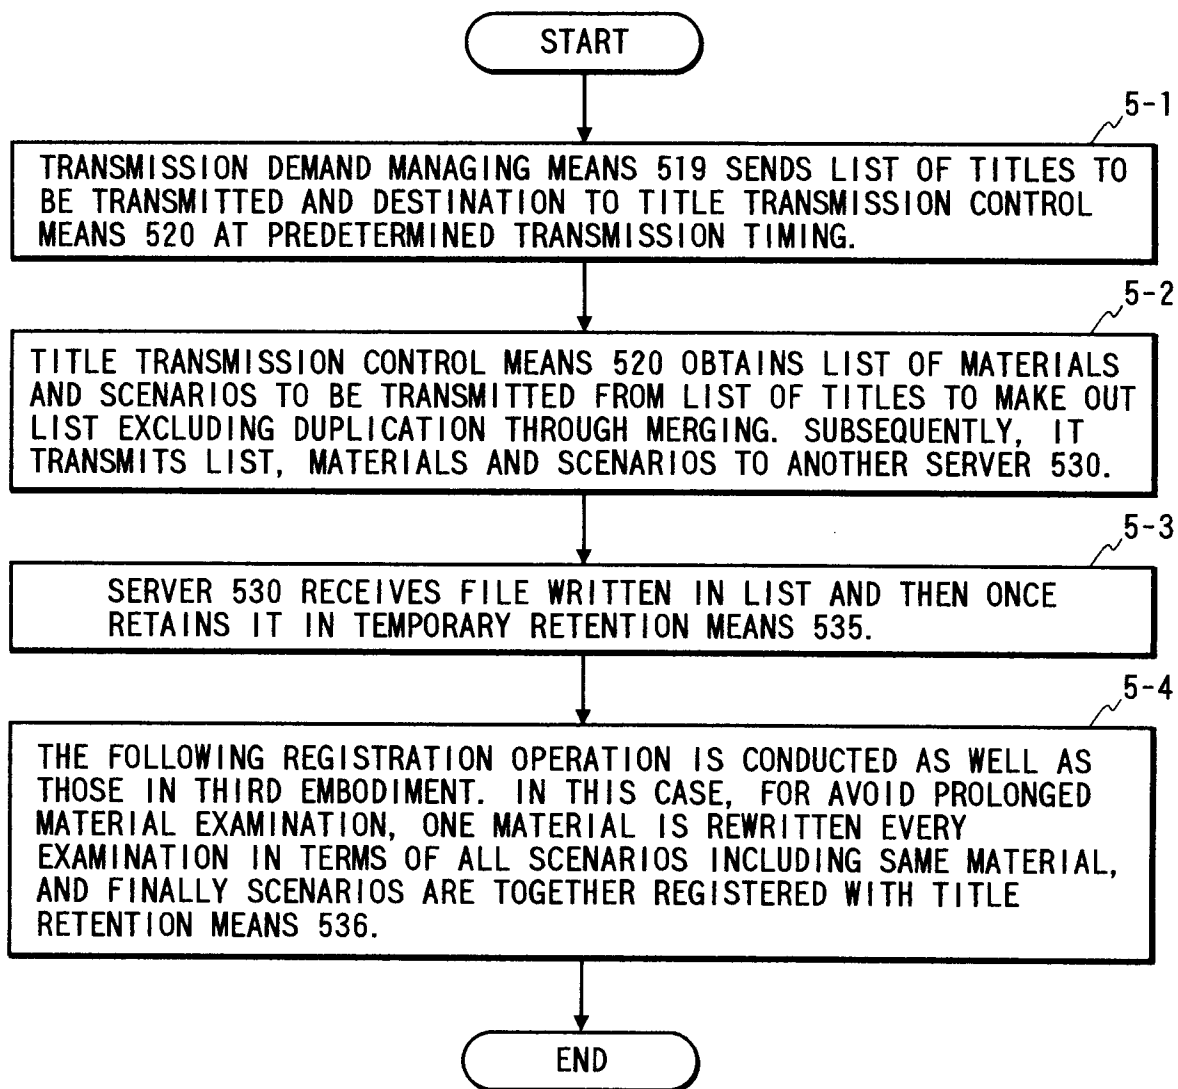 START
5-1
TRANSMISSION DEMAND MANAGING MEANS 519 SENDS LIST OF TITLES TO
BE TRANSMITTED AND DESTINATION TO TITLE TRANSMISSION CONTROL
MEANS 520 AT PREDETERMINED TRANSMISSION TIMING.
5-2
TITLE TRANSMISSION CONTROL MEANS 520 OBTAINS LIST OF MATERIALS
AND SCENARIOS TO BE TRANSMITTED FROM LIST OF TITLES TO MAKE OUT
LIST EXCLUDING DUPLICATION THROUGH MERGING. SUBSEQUENTLY, IT
TRANSMITS LIST, MATERIALS AND SCENARIOS TO ANOTHER SERVER 530.
5-3
SERVER 530 RECEIVES FILE WRITTEN IN LIST AND THEN ONCE
RETAINS IT IN TEMPORARY RETENTION MEANS 535.
5-4
THE FOLLOWING REGISTRATION OPERATION IS CONDUCTED AS WELL AS
THOSE IN THIRD EMBODIMENT. IN THIS CASE, FOR AVOID PROLONGED
MATERIAL EXAMINATION, ONE MATERIAL IS REWRITTEN EVERY
EXAMINATION IN TERMS OF ALL SCENARIOS INCLUDING SAME MATERIAL,
AND FINALLY SCENARIOS ARE TOGETHER REGISTERED WITH TITLE
RETENTION MEANS 536.
END